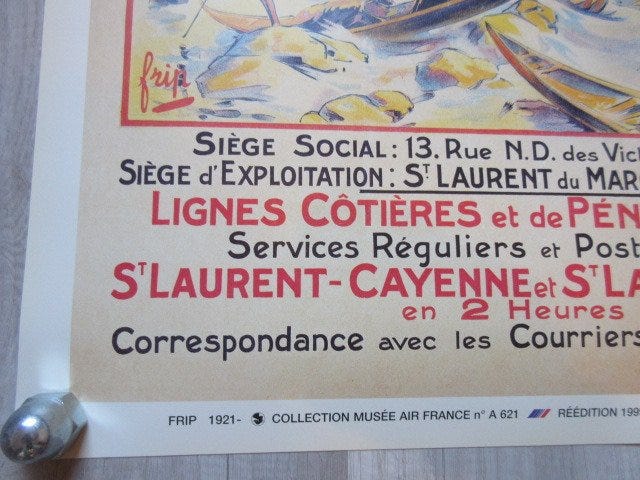 frip
SIÈGE SOCIAL: 13. Rue N.D. des Vic
SIÈGE d'EXPLOITATION: ST LAURENT du MAR
LIGNES CÔTIÈRES et de PÉN
Services Réguliers et Post
ST LAURENT-CAYENNE et ST LA
en 2 Heures
Correspondance avec les Courriers
FRIP 1921- COLLECTION MUSÉE AIR FRANCE n° A 621 RÉÉDITION 199